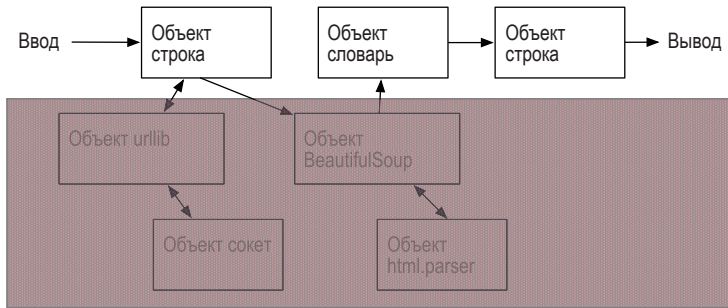 Ввод
Объект
строка
Объект
словарь
Объект
строка
Вывод
Объект urllib
Объект
BeautifulSoup
Объект сокет
Объект
html.parser